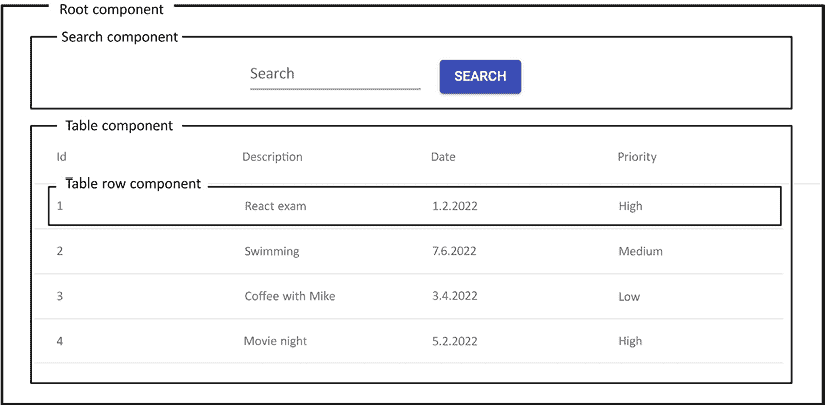 Root component
Search component
Search SEARCH
Table component
Id Description Date Priority
Table row component
1 React exam 1.2.2022 High
2 Swimming 7.6.2022 Medium
3 Coffee with Mike 3.4.2022 Low
4 Movie night 5.2.2022 High